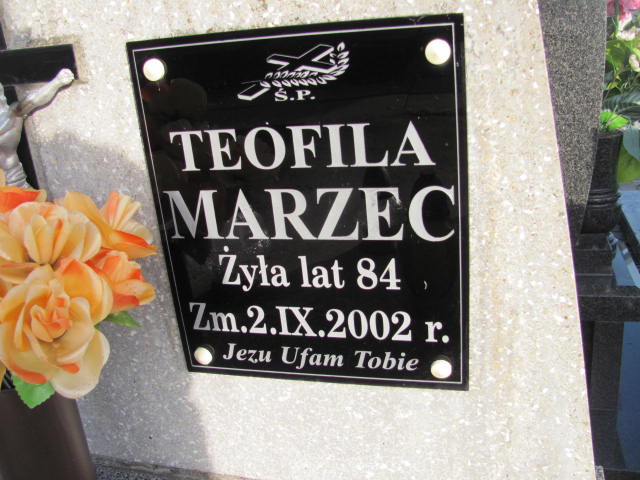 Ś.P.
TEOFILA
MARZEC
Żyła lat 84
Zm.2.IX.2002 r.
Jezu Ufam Tobie